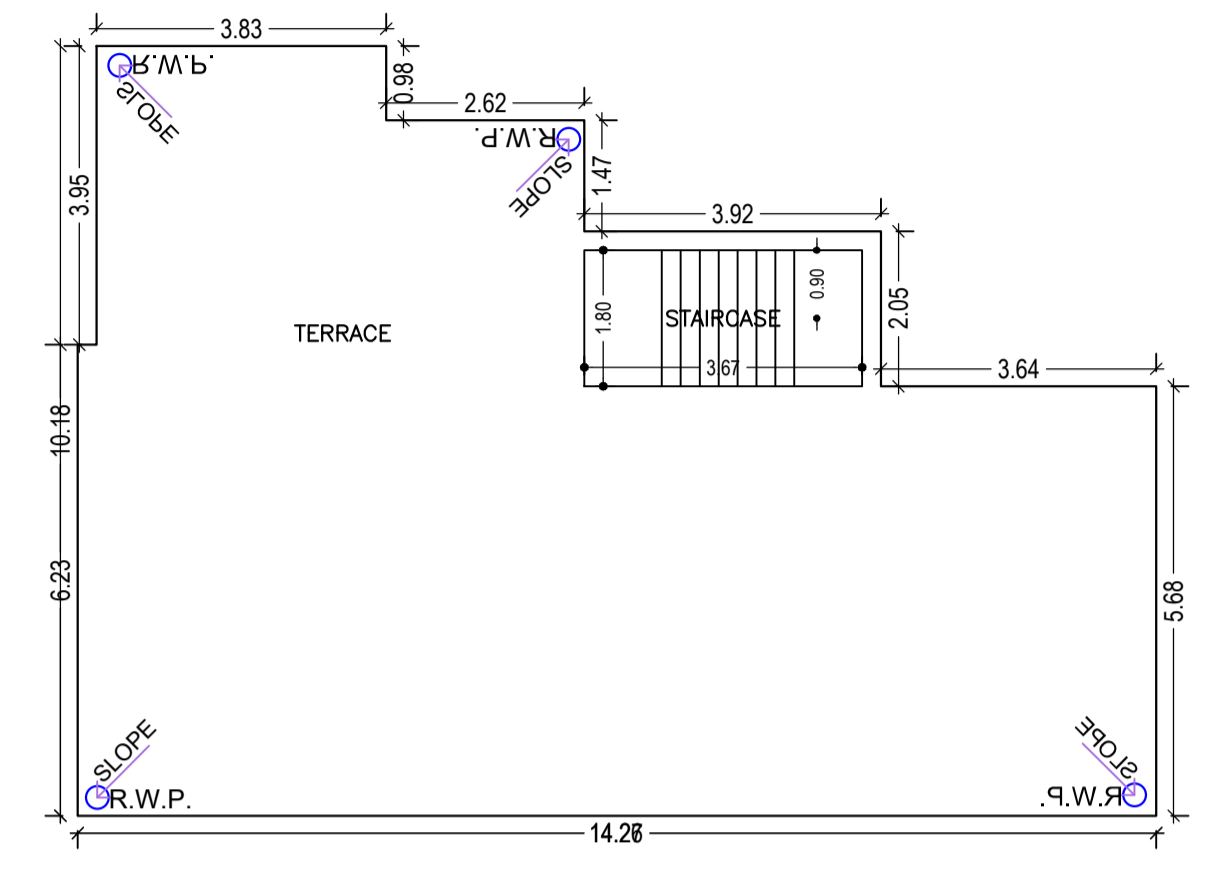 3.83
R.W.P.
SLOPE
0.98
2.62
R.W.P.
SLOPE
1.47
3.95
3.92
0.90
1.80
STAIRCASE
2.05
TERRACE
3.67
3.64
10.18
6.23
5.68
SLOPE
R.W.P.
SLOPE
R.W.P.